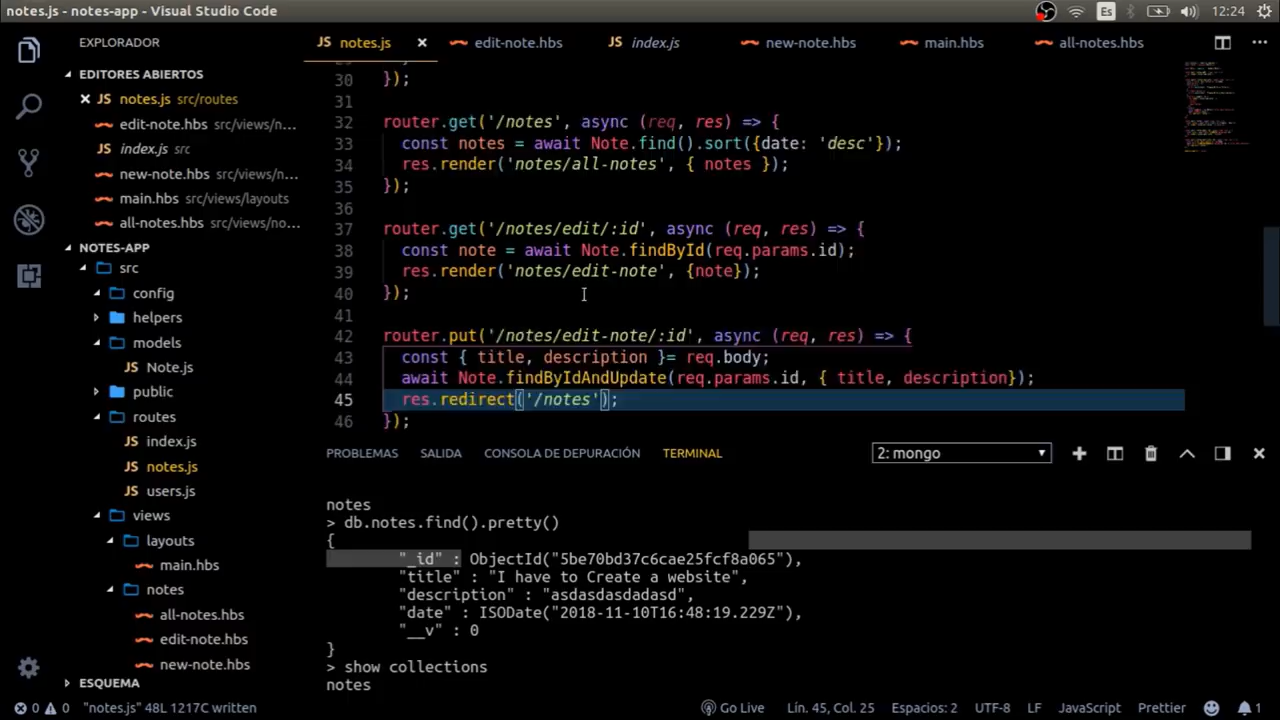 notes.js - notes-app - Visual Studio Code
Es
12:24
EXPLORADOR
EDITORES ABIERTOS
notes.js src/routes
edit-note.hbs src/views/n...
index.js src
new-note.hbs src/views/n...
main.hbs src/views/layouts
all-notes.hbs src/views/no...
NOTES-APP
src
config
helpers
models
JS Note.js
public
routes
JS index.js
JS notes.js
JS users.js
views
layouts
main.hbs
notes
all-notes.hbs
edit-note.hbs
new-note.hbs
ESQUEMA
JS notes.js
edit-note.hbs
JS index.js
new-note.hbs
main.hbs
all-notes.hbs
30 });
31
32 router.get('/notes', async (req, res) => {
33 const notes = await Note.find().sort({date: 'desc'});
34 res.render('notes/all-notes', { notes });
35 });
36
37 router.get('/notes/edit/:id', async (req, res) => {
38 const note = await Note.findById(req.params.id);
39 res.render('notes/edit-note', {note});
40 });
41
42 router.put('/notes/edit-note/:id', async (req, res) => {
43 const { title, description }= req.body;
44 await Note.findByIdAndUpdate(req.params.id, { title, description});
45 res.redirect('/notes');
46 });
PROBLEMAS SALIDA CONSOLA DE DEPURACIÓN TERMINAL
2: mongo
notes
> db.notes.find().pretty()
{
"_id" : ObjectId("5be70bd37c6cae25fcf8a065"),
"title" : "I have to Create a website",
"description" : "asdasdasdadasd",
"date" : ISODate("2018-11-10T16:48:19.229Z"),
"__v" : 0
}
> show collections
notes
0 0 "notes.js" 48L 1217C written
Go Live Lín. 45, Col. 25 Espacios: 2 UTF-8 LF JavaScript Prettier 1